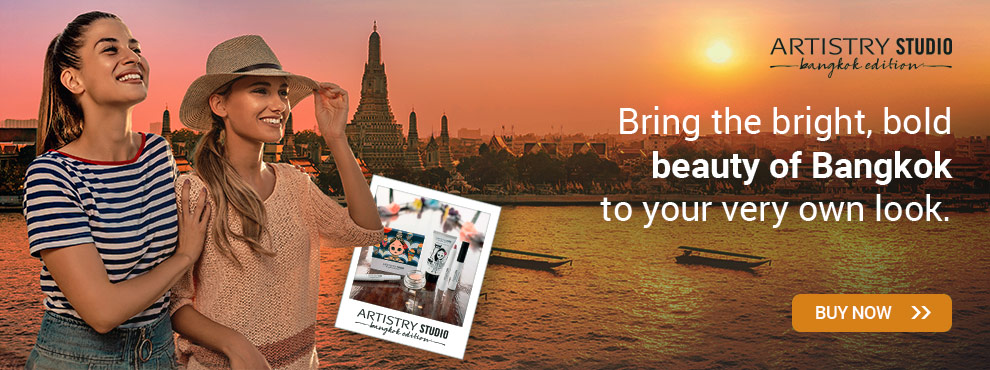 ARTISTRY STUDIO
bangkok edition
Bring the bright, bold
beauty of Bangkok
to your very own look.
ARTISTRY STUDIO
bangkok edition
BUY NOW